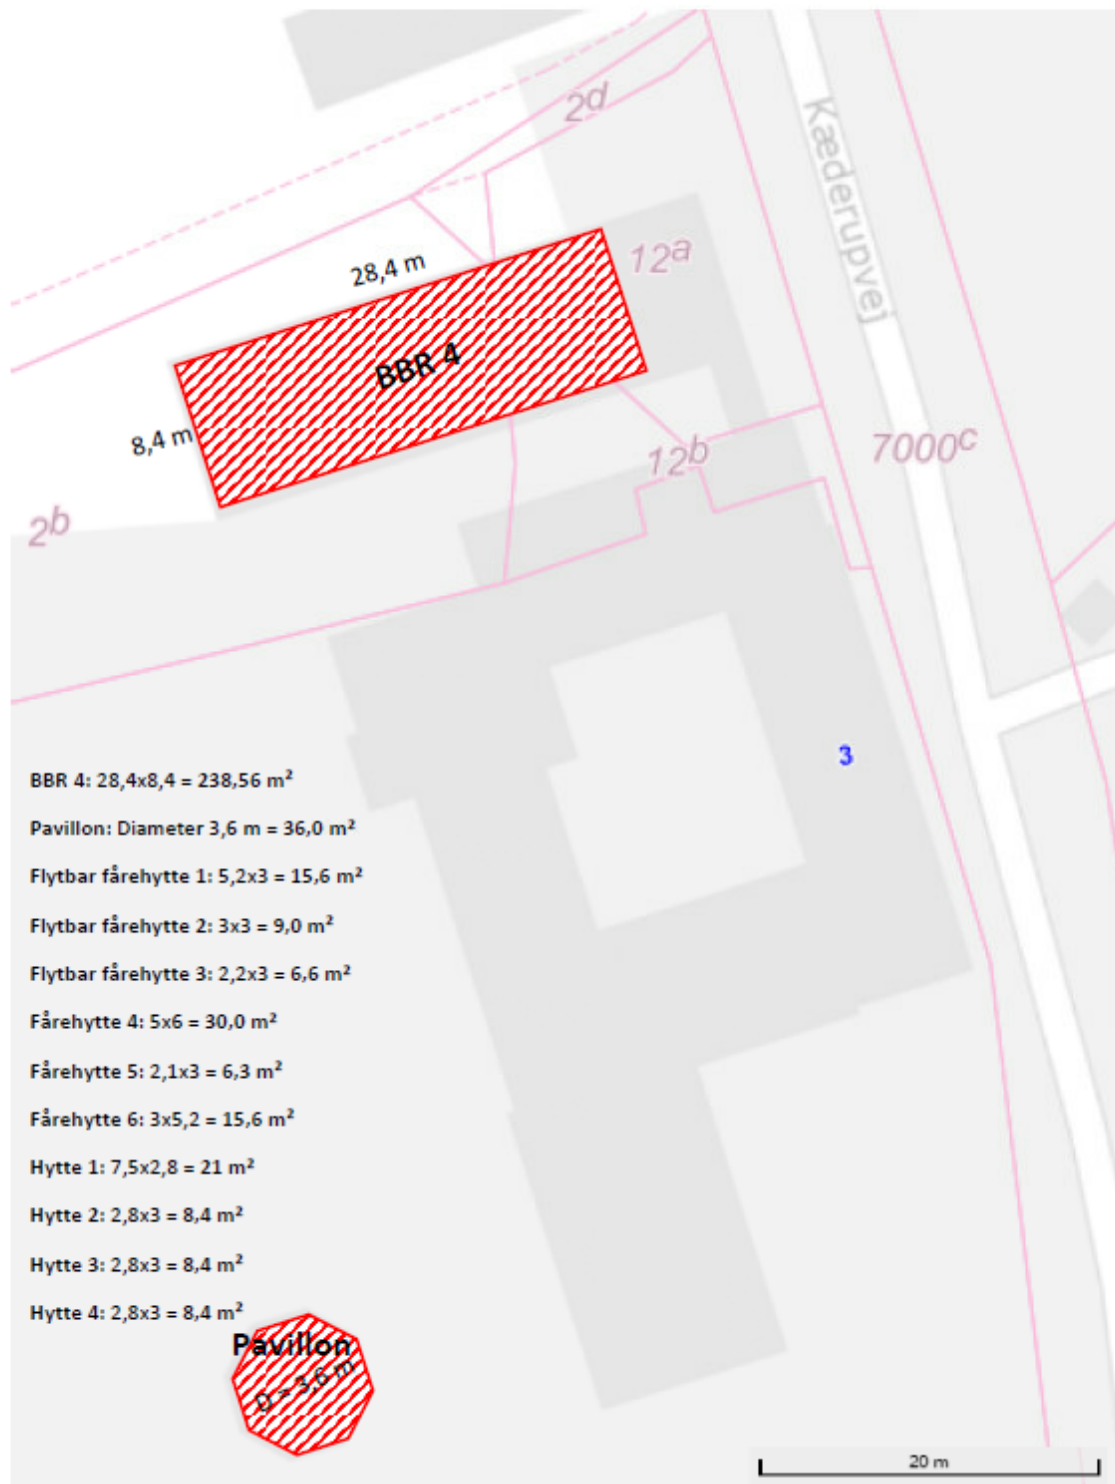 2d
Kæderupvej
12a
28,4 m
BBR 4
8,4 m
12b
7000c
2b
3
BBR 4: 28,4x8,4 = 238,56 m²
Pavillon: Diameter 3,6 m = 36,0 m²
Flytbar fårehytte 1: 5,2x3 = 15,6 m²
Flytbar fårehytte 2: 3x3 = 9,0 m²
Flytbar fårehytte 3: 2,2x3 = 6,6 m²
Fårehytte 4: 5x6 = 30,0 m²
Fårehytte 5: 2,1x3 = 6,3 m²
Fårehytte 6: 3x5,2 = 15,6 m²
Hytte 1: 7,5x2,8 = 21 m²
Hytte 2: 2,8x3 = 8,4 m²
Hytte 3: 2,8x3 = 8,4 m²
Hytte 4: 2,8x3 = 8,4 m²
Pavillon
D = 3,6 m
20 m